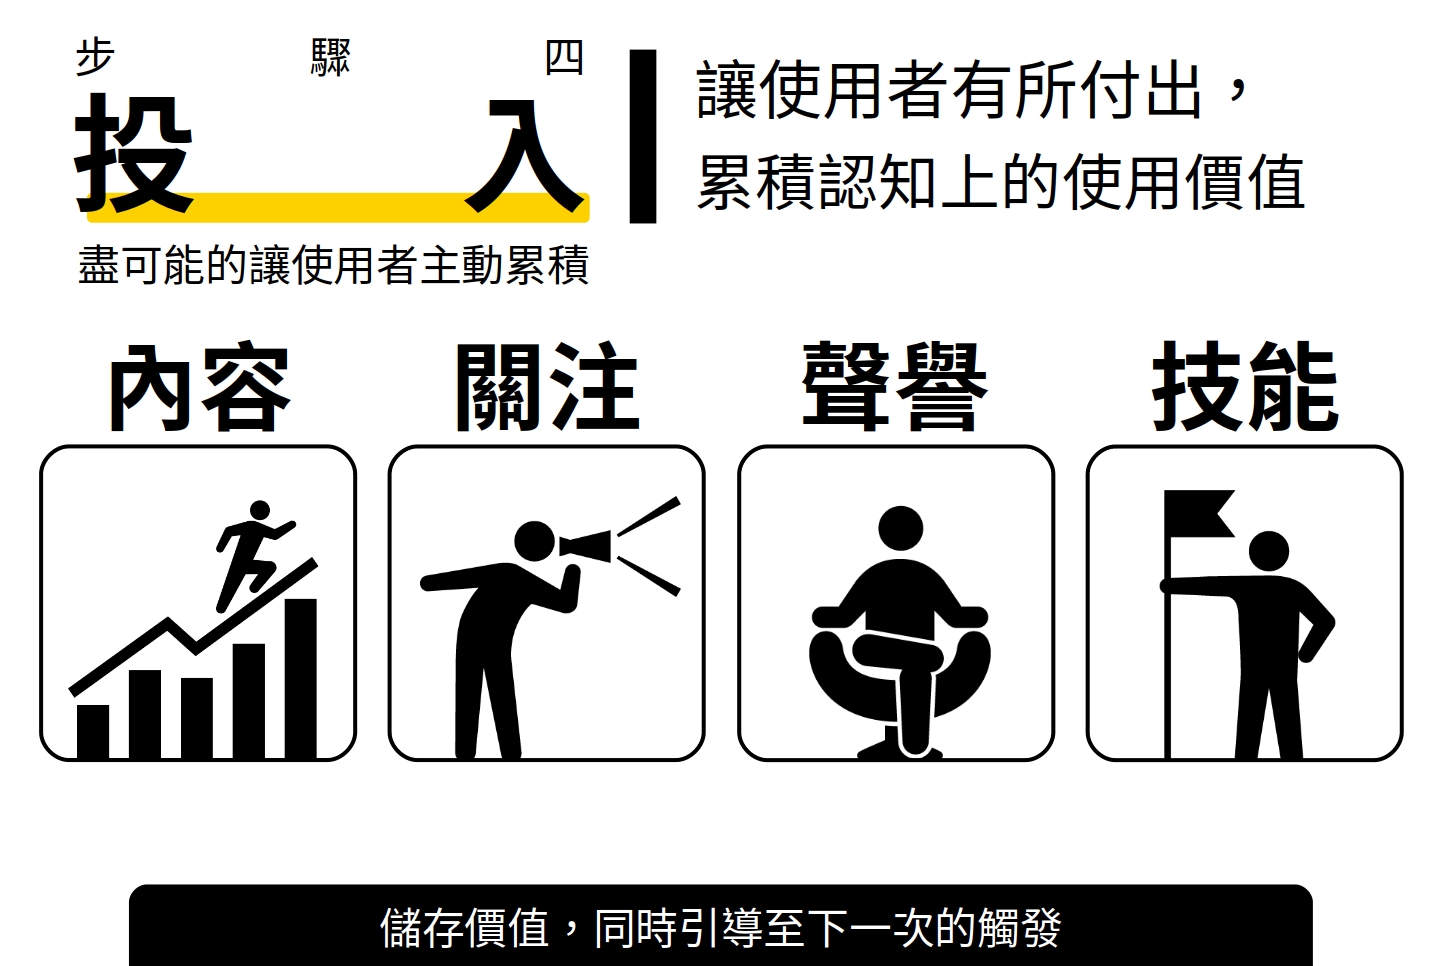 步驟四
投入
讓使用者有所付出，
累積認知上的使用價值
盡可能的讓使用者主動累積
內容
關注
聲譽
技能
儲存價值，同時引導至下一次的觸發